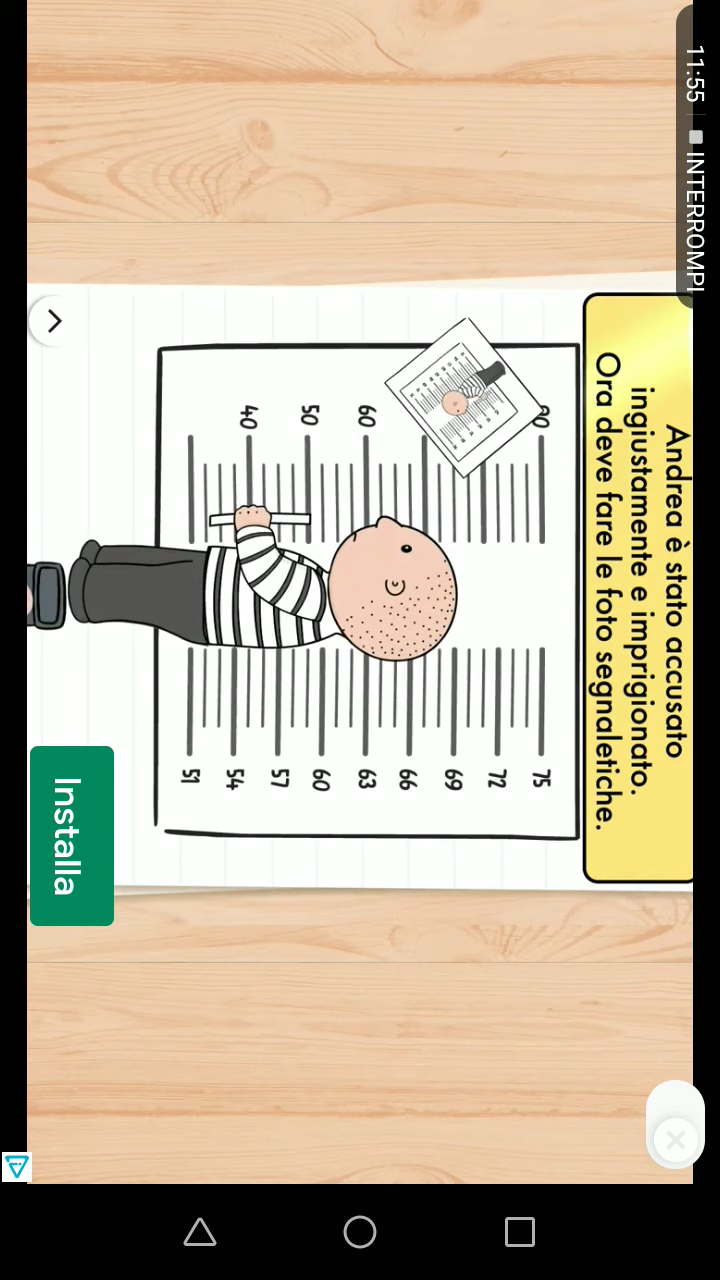 11:55 INTERROMPI
Andrea è stato accusato
ingiustamente e imprigionato.
Ora deve fare le foto segnaletiche.
40
50
60
51
54
57
60
63
66
69
72
75
Installa